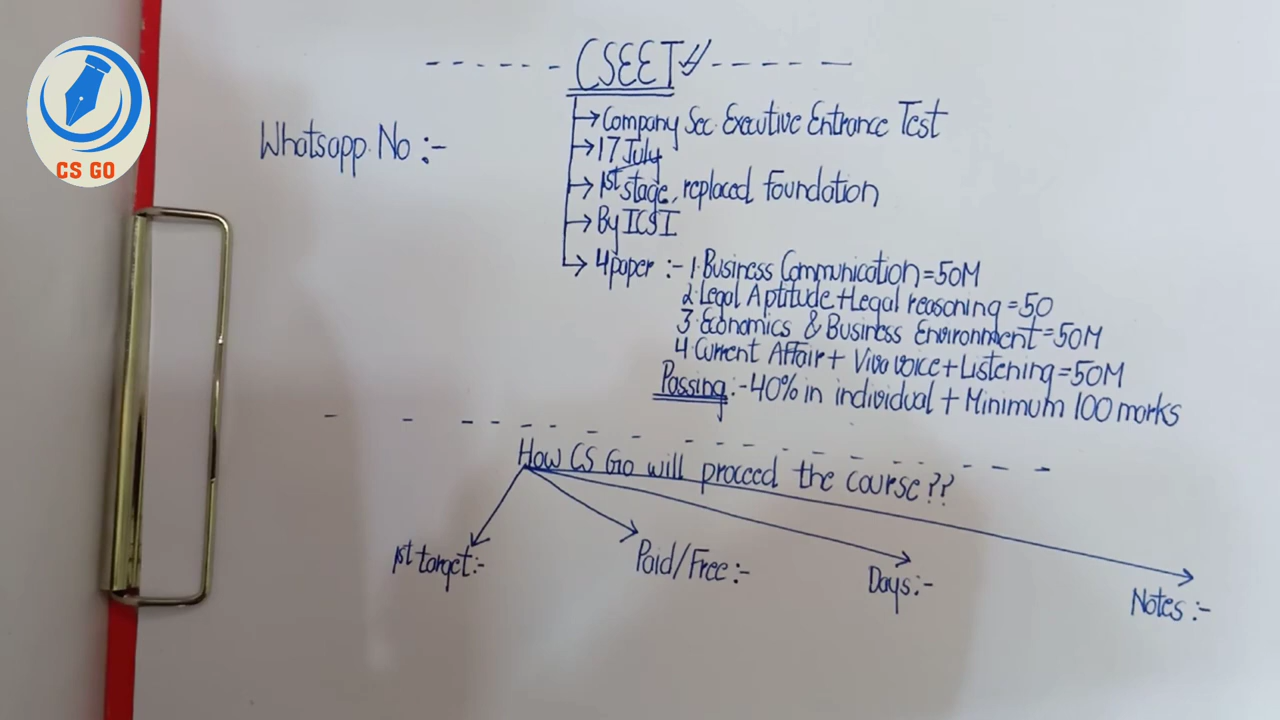 CSEET
Company Sec. Executive Entrance Test
17 July
1st stage, replaced Foundation
By ICSI
4 paper :- 1. Business Communication = 50M
2. Legal Aptitude + Legal reasoning = 50
3. Economics & Business Environment = 50M
4. Current Affair + Viva voice + Listening = 50M
Passing :- 40% in individual + Minimum 100 marks
Whatsapp No :-
CS GO
How CS Go will proceed the course??
1st target :-
Paid/Free :-
Days :-
Notes :-